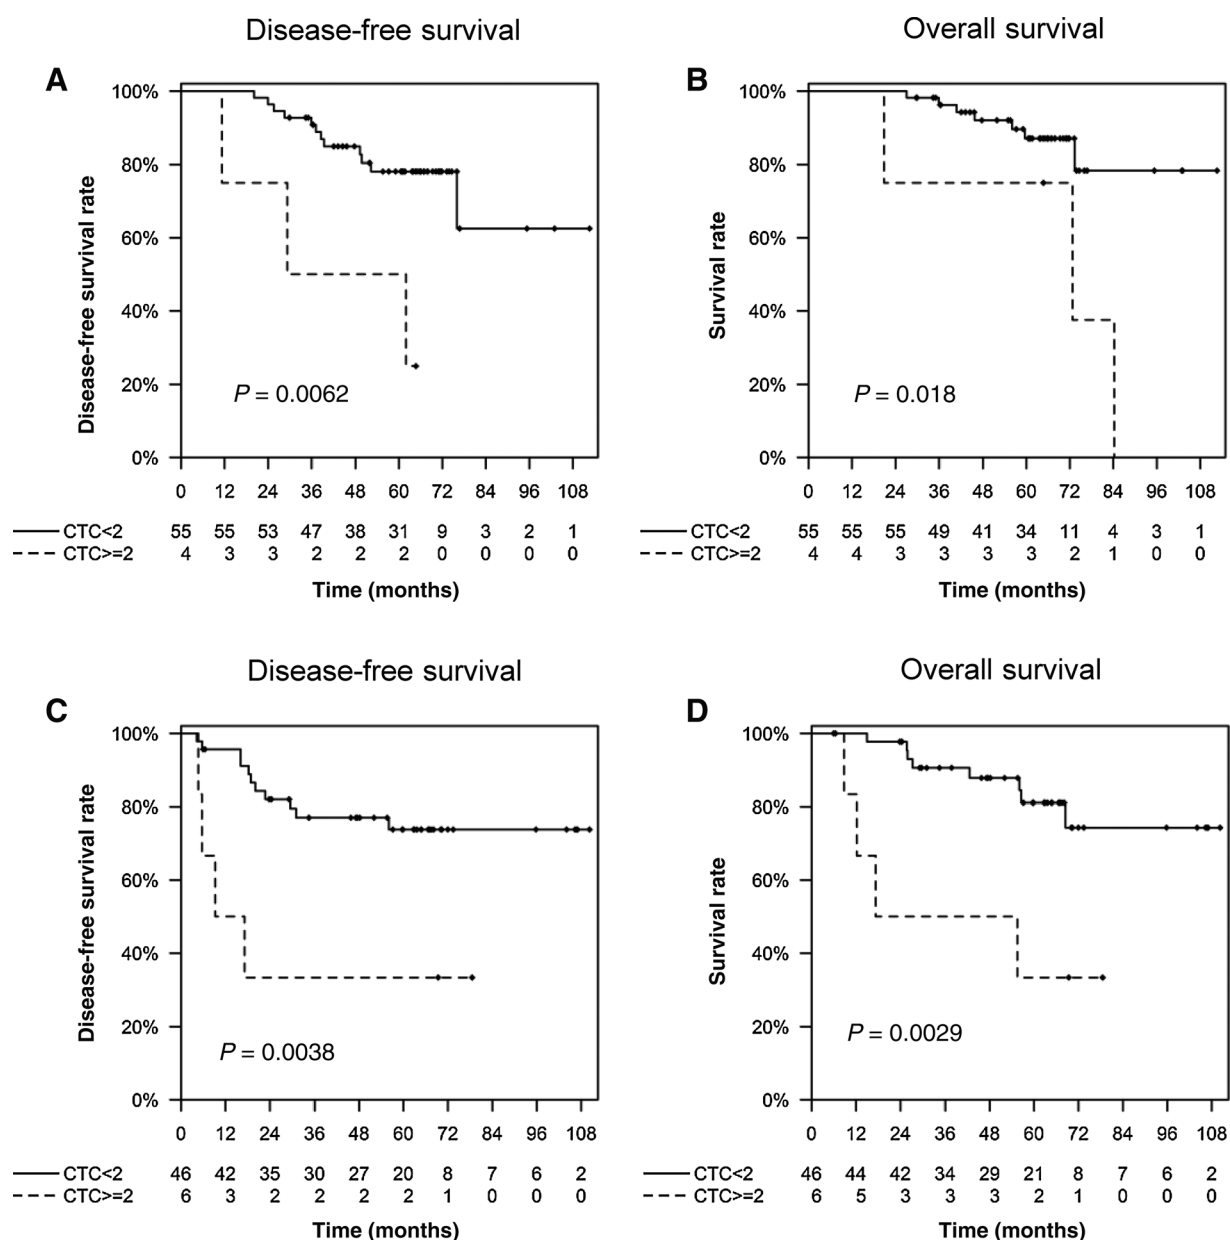 Disease-free survival
Overall survival
A
B
Disease-free survival rate
100%
80%
60%
40%
20%
0%
P = 0.0062
0 12 24 36 48 60 72 84 96 108
CTC<2 55 55 53 47 38 31 9 3 2 1
CTC>=2 4 3 3 2 2 2 0 0 0 0
Time (months)
Survival rate
100%
80%
60%
40%
20%
0%
P = 0.018
0 12 24 36 48 60 72 84 96 108
CTC<2 55 55 55 49 41 34 11 4 3 1
CTC>=2 4 4 3 3 3 3 2 1 0 0
Time (months)
Disease-free survival
Overall survival
C
D
Disease-free survival rate
100%
80%
60%
40%
20%
0%
P = 0.0038
0 12 24 36 48 60 72 84 96 108
CTC<2 46 42 35 30 27 20 8 7 6 2
CTC>=2 6 3 2 2 2 2 1 0 0 0
Time (months)
Survival rate
100%
80%
60%
40%
20%
0%
P = 0.0029
0 12 24 36 48 60 72 84 96 108
CTC<2 46 44 42 34 29 21 8 7 6 2
CTC>=2 6 5 3 3 3 2 1 0 0 0
Time (months)